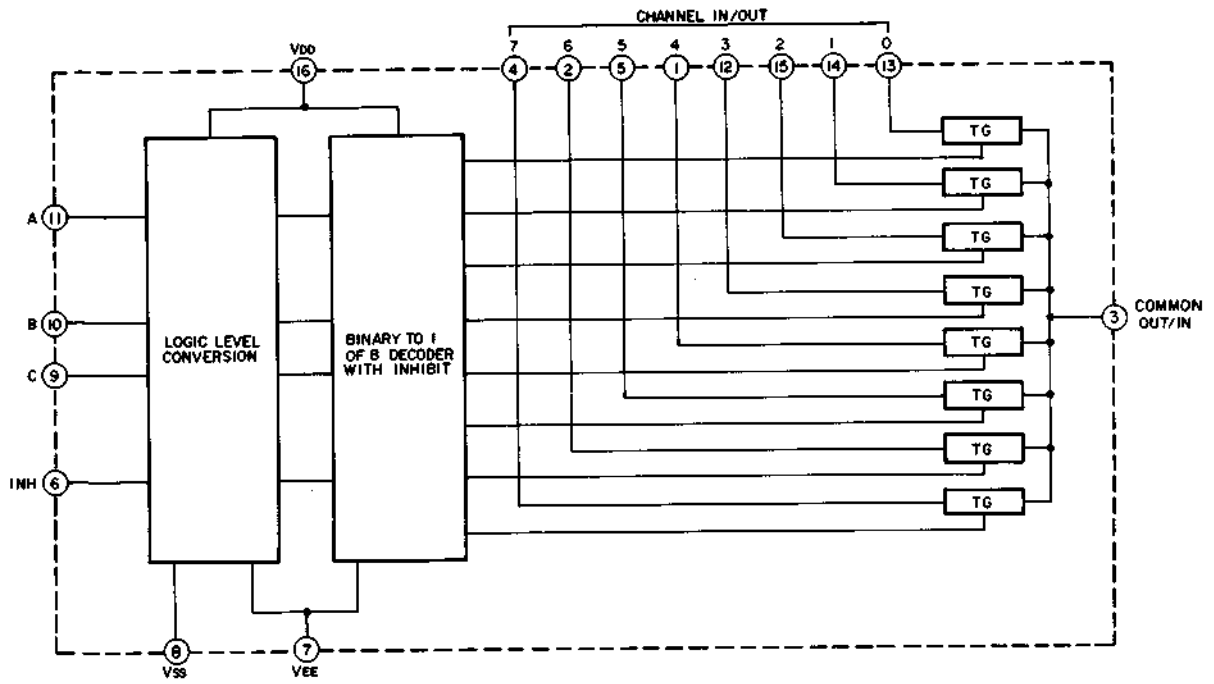 CHANNEL IN/OUT
7 6 5 4 3 2 1 0
4 2 5 1 12 15 14 13
VDD
16
TG
TG
A 11
TG
TG
B 10
LOGIC LEVEL
CONVERSION
BINARY TO 1
OF 8 DECODER
WITH INHIBIT
3 COMMON
OUT/IN
TG
C 9
TG
TG
INH 6
TG
8
VSS
7
VEE